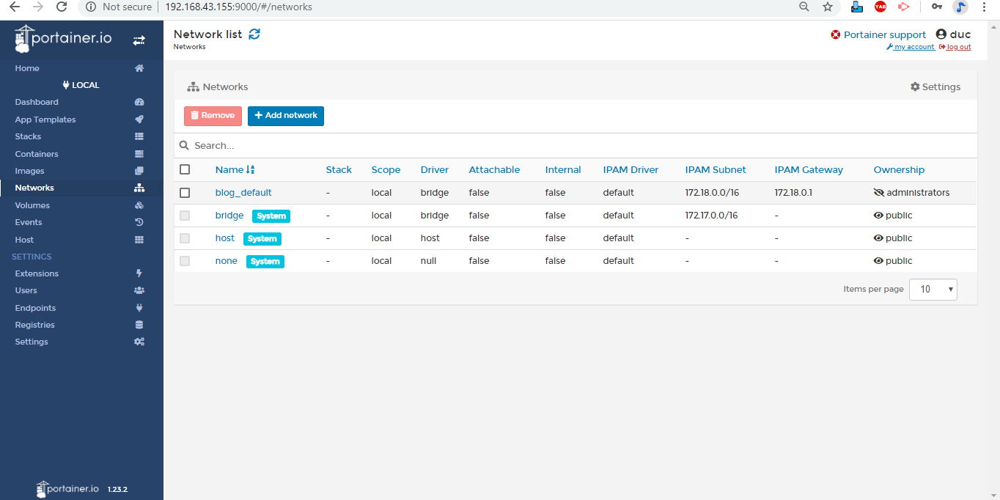 Not secure | 192.168.43.155:9000/#/networks
YAB
portainer.io
Network list
Networks
Portainer support duc
my account log out
Home
LOCAL
Dashboard
App Templates
Stacks
Containers
Images
Networks
Volumes
Events
Host
SETTINGS
Extensions
Users
Endpoints
Registries
Settings
portainer.io 1.23.2
Networks Settings
Remove + Add network
Search...
Name Stack Scope Driver Attachable Internal IPAM Driver IPAM Subnet IPAM Gateway Ownership
blog_default - local bridge false false default 172.18.0.0/16 172.18.0.1 administrators
bridge System - local bridge false false default 172.17.0.0/16 - public
host System - local host false false default - - public
none System - local null false false default - - public
Items per page 10